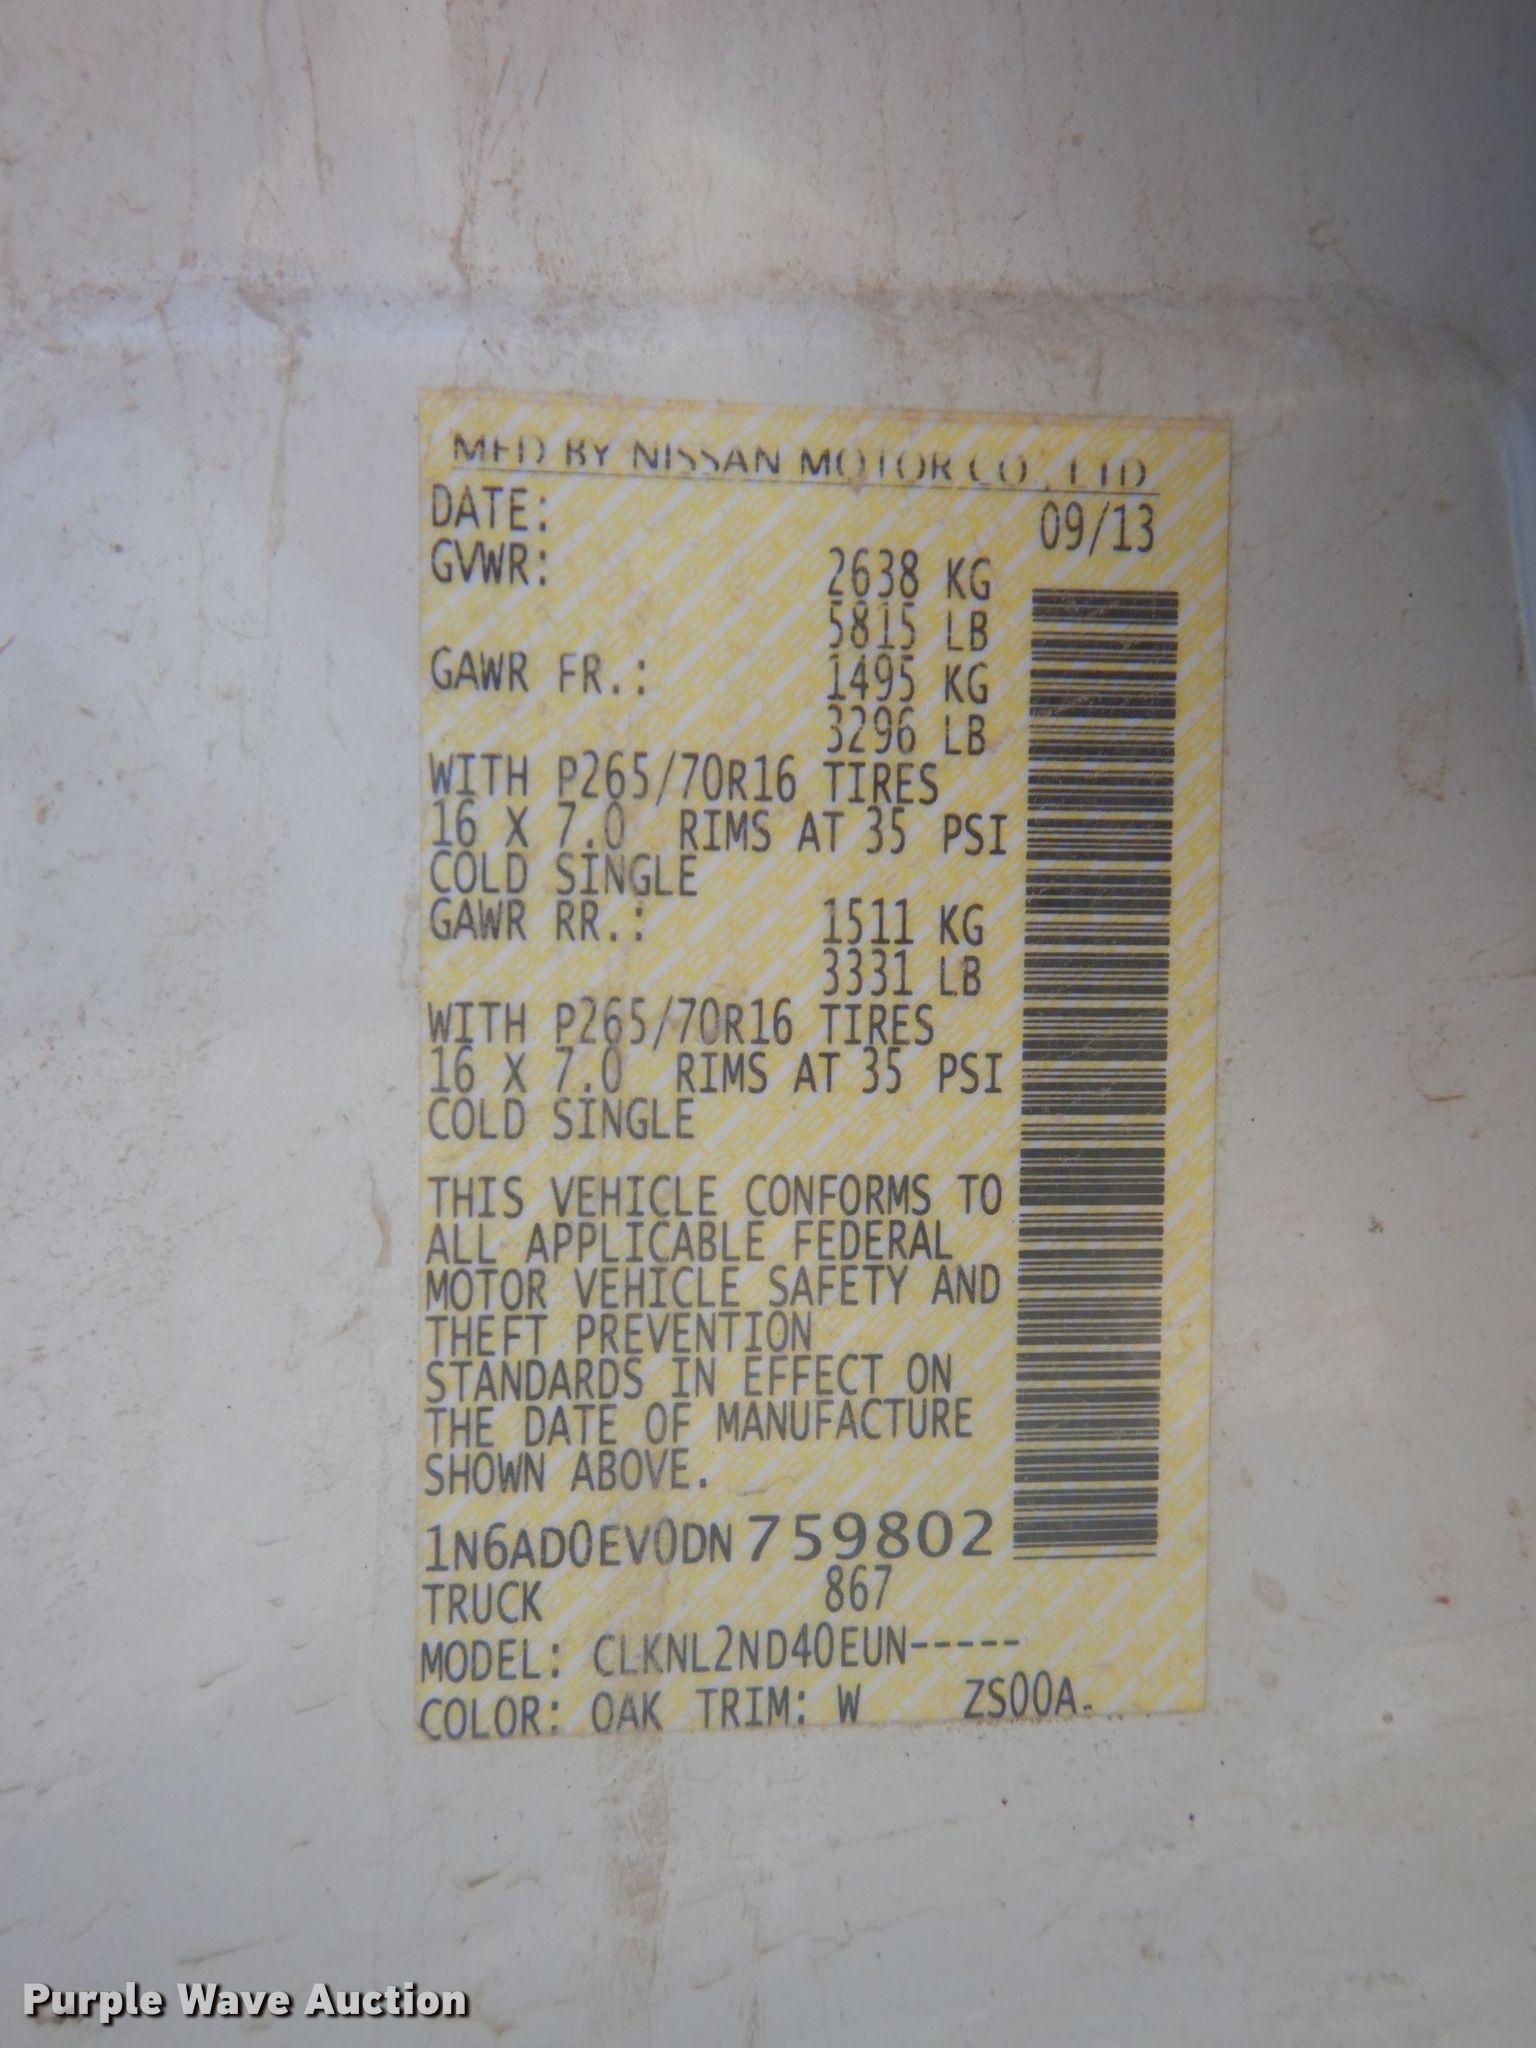 MFD BY NISSAN MOTOR CO., LTD
DATE: 09/13
GVWR: 2638 KG
5815 LB
GAWR FR.: 1495 KG
3296 LB
WITH P265/70R16 TIRES
16 X 7.0 RIMS AT 35 PSI
COLD SINGLE
GAWR RR.: 1511 KG
3331 LB
WITH P265/70R16 TIRES
16 X 7.0 RIMS AT 35 PSI
COLD SINGLE
THIS VEHICLE CONFORMS TO
ALL APPLICABLE FEDERAL
MOTOR VEHICLE SAFETY AND
THEFT PREVENTION
STANDARDS IN EFFECT ON
THE DATE OF MANUFACTURE
SHOWN ABOVE.
1N6AD0EV0DN759802
TRUCK 867
MODEL: CLKNL2ND40EUN-----
COLOR: OAK TRIM: W ZS00A-
Purple Wave Auction